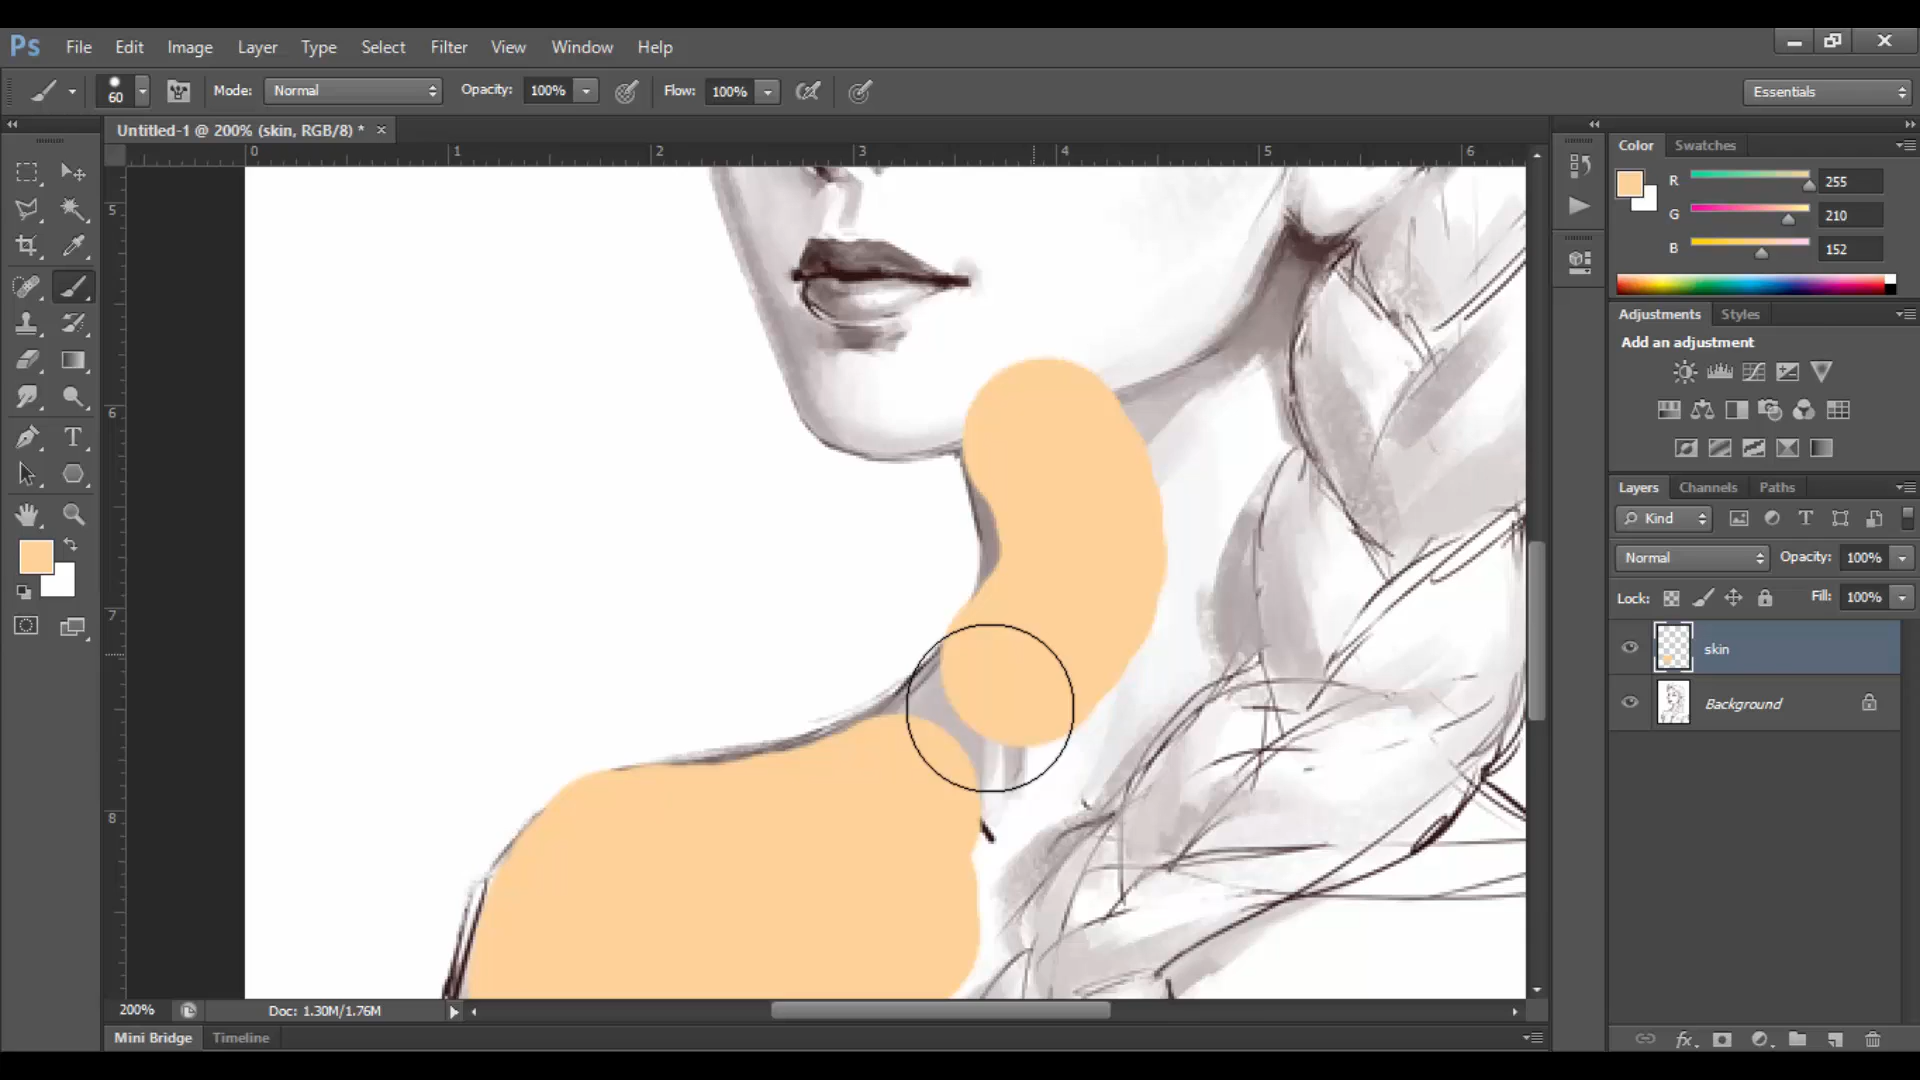 Ps File Edit Image Layer Type Select Filter View Window Help
60 Mode: Normal Opacity: 100% Flow: 100% Essentials
Untitled-1 @ 200% (skin, RGB/8) * ×
0 1 2 3 4 5 6
5
6
7
8
Color Swatches
R 255
G 210
B 152
Adjustments Styles
Add an adjustment
Layers Channels Paths
Kind
Normal Opacity: 100%
Lock: Fill: 100%
skin
Background
200% Doc: 1.30M/1.76M
Mini Bridge Timeline